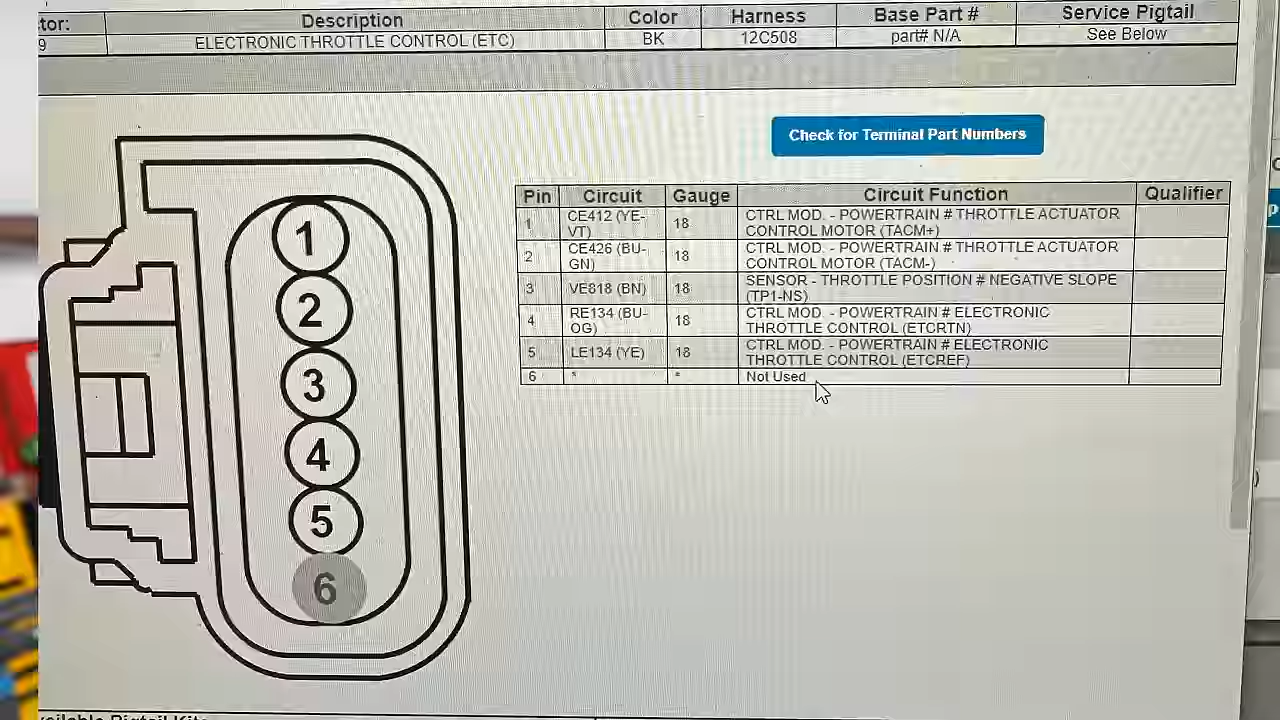 tor: Description Color Harness Base Part # Service Pigtail
9 ELECTRONIC THROTTLE CONTROL (ETC) BK 12C508 part# N/A See Below
Check for Terminal Part Numbers
Pin Circuit Gauge Circuit Function Qualifier
1 CE412 (YE-VT) 18 CTRL MOD. - POWERTRAIN # THROTTLE ACTUATOR
CONTROL MOTOR (TACM+)
2 CE426 (BU-GN) 18 CTRL MOD. - POWERTRAIN # THROTTLE ACTUATOR
CONTROL MOTOR (TACM-)
3 VE818 (BN) 18 SENSOR - THROTTLE POSITION # NEGATIVE SLOPE
(TP1-NS)
4 RE134 (BU-OG) 18 CTRL MOD. - POWERTRAIN # ELECTRONIC
THROTTLE CONTROL (ETCRTN)
5 LE134 (YE) 18 CTRL MOD. - POWERTRAIN # ELECTRONIC
THROTTLE CONTROL (ETCREF)
6 * * Not Used
1
2
3
4
5
6